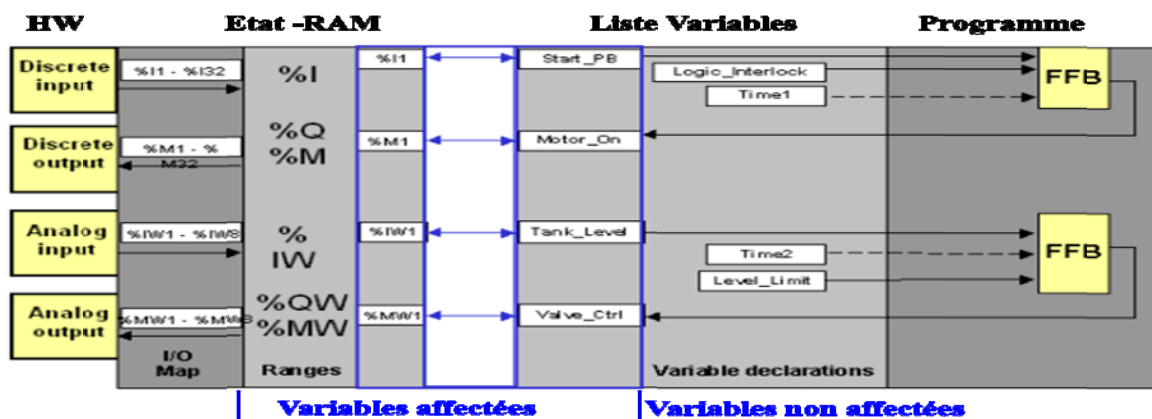 HW Etat -RAM Liste Variables Programme
Discrete input
%I1 - %I32
%I
%I1
Start_PB
Logic_Interlock
Time1
FFB
Discrete output
%M1 - % M32
%Q
%M
%M1
Motor_On
Analog input
%IW1 - %IW8
%
IW
%IW1
Tank_Level
Time2
Level_Limit
FFB
Analog output
%MW1 - %MW8
%QW
%MW
%MW1
Valve_Ctrl
I/O Map
Ranges
Variable declarations
Variables affectées
Variables non affectées